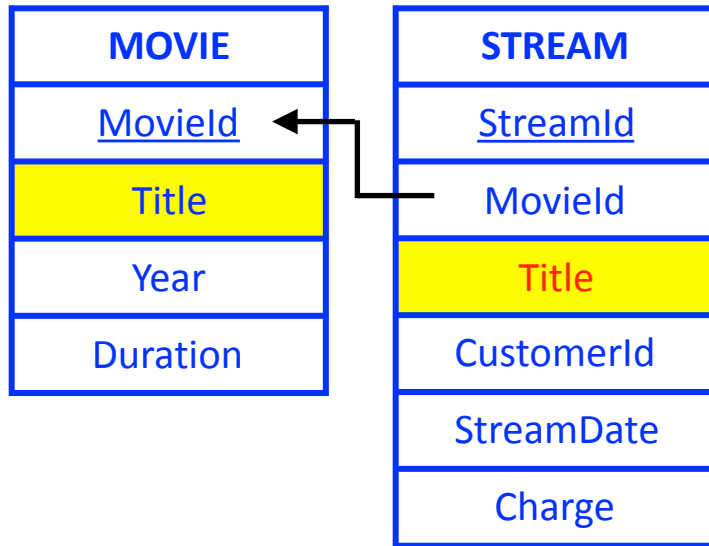 MOVIE
MovieId
Title
Year
Duration
STREAM
StreamId
MovieId
Title
CustomerId
StreamDate
Charge